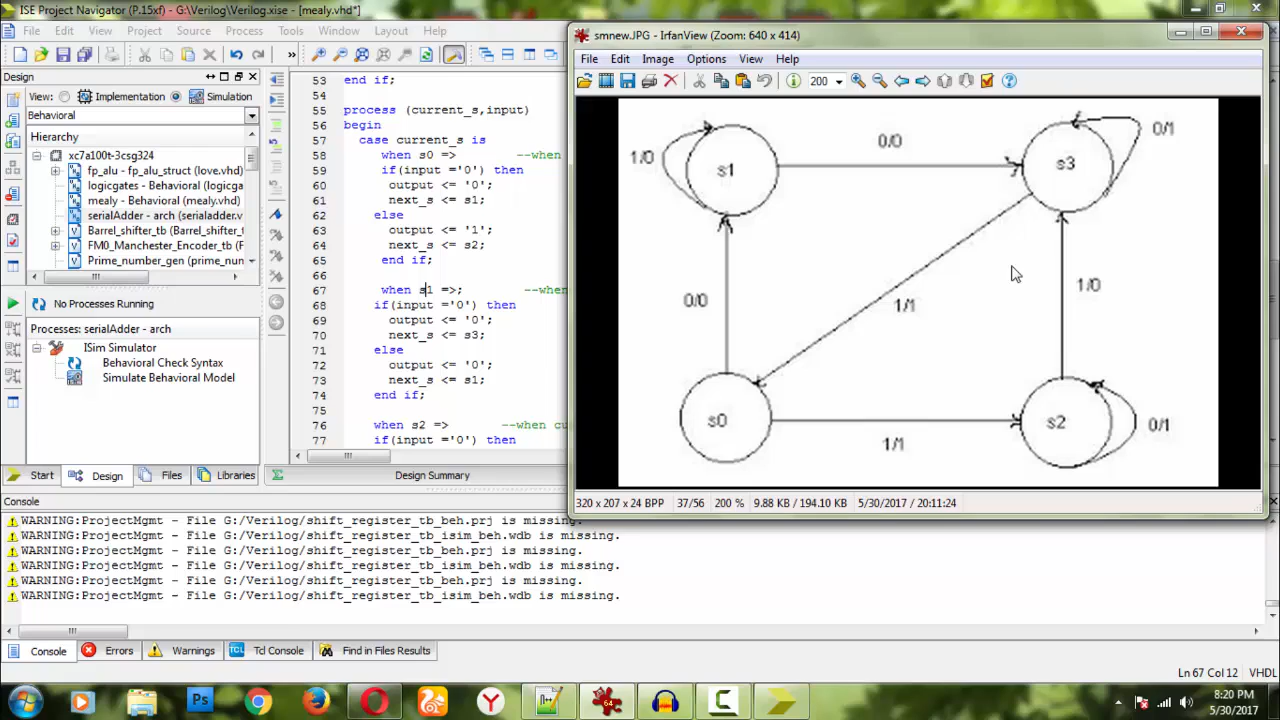 ISE Project Navigator (P.15xf) - G:\Verilog\Verilog.xise - [mealy.vhd*]
File Edit View Project Source Process Tools Window Layout Help
Design
View: Implementation Simulation
Behavioral
Hierarchy
xc7a100t-3csg324
fp_alu - fp_alu_struct (love.vhd)
logicgates - Behavioral (logicga
mealy - Behavioral (mealy.vhd)
serialAdder - arch (serialadder.v
Barrel_shifter_tb (Barrel_shifter_t
FM0_Manchester_Encoder_tb (F
Prime_number_gen (prime_nur
No Processes Running
Processes: serialAdder - arch
ISim Simulator
Behavioral Check Syntax
Simulate Behavioral Model
Start Design Files Libraries
53 end if;
54
55 process (current_s,input)
56 begin
57 case current_s is
58 when s0 => --when
59 if(input ='0') then
60 output <= '0';
61 next_s <= s1;
62 else
63 output <= '1';
64 next_s <= s2;
65 end if;
66
67 when s1 =>; --when
68 if(input ='0') then
69 output <= '0';
70 next_s <= s3;
71 else
72 output <= '0';
73 next_s <= s1;
74 end if;
75
76 when s2 => --when cu
77 if(input ='0') then
Design Summary
smnew.JPG - IrfanView (Zoom: 640 x 414)
File Edit Image Options View Help
200
1/0 s1 0/0 s3 0/1
0/0 1/1 1/0
s0 1/1 s2 0/1
320 x 207 x 24 BPP 37/56 200 % 9.88 KB / 194.10 KB 5/30/2017 / 20:11:24
Console
WARNING:ProjectMgmt - File G:/Verilog/shift_register_tb_beh.prj is missing.
WARNING:ProjectMgmt - File G:/Verilog/shift_register_tb_isim_beh.wdb is missing.
WARNING:ProjectMgmt - File G:/Verilog/shift_register_tb_beh.prj is missing.
WARNING:ProjectMgmt - File G:/Verilog/shift_register_tb_isim_beh.wdb is missing.
WARNING:ProjectMgmt - File G:/Verilog/shift_register_tb_beh.prj is missing.
WARNING:ProjectMgmt - File G:/Verilog/shift_register_tb_isim_beh.wdb is missing.
Console Errors Warnings Tcl Console Find in Files Results
Ln 67 Col 12 VHDL
8:20 PM
5/30/2017